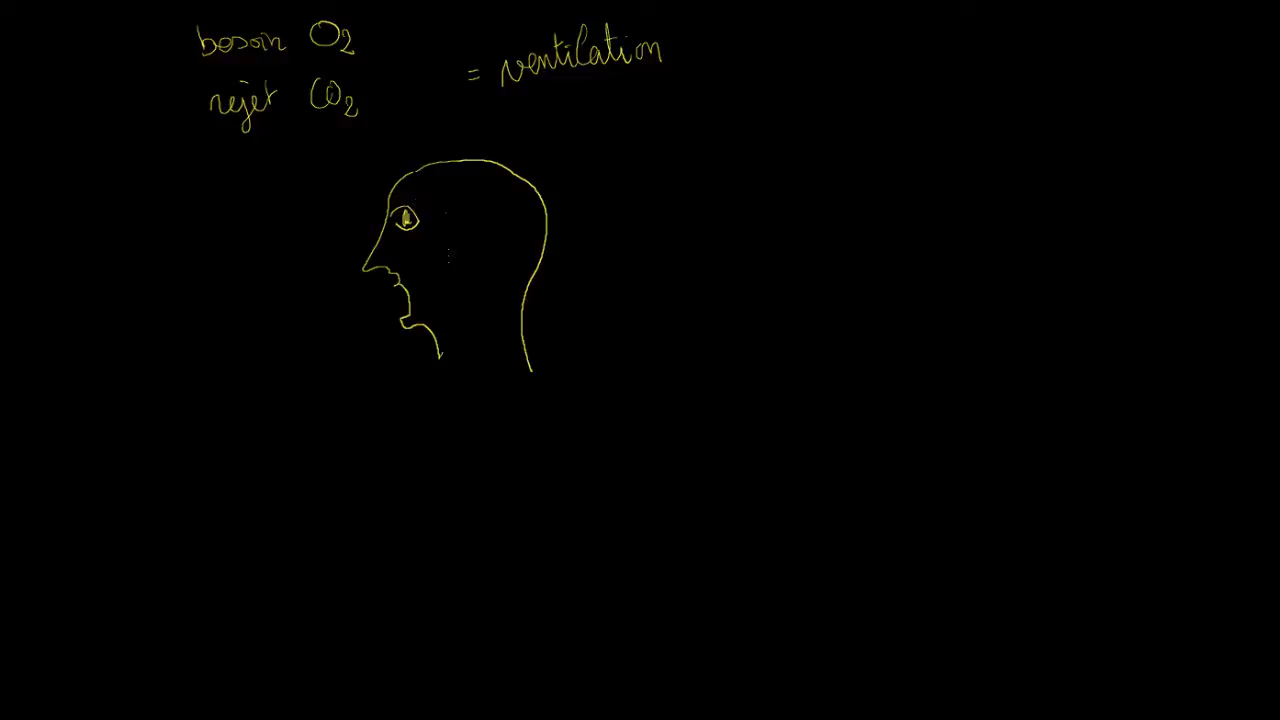 besoin O2
= ventilation
rejet CO2